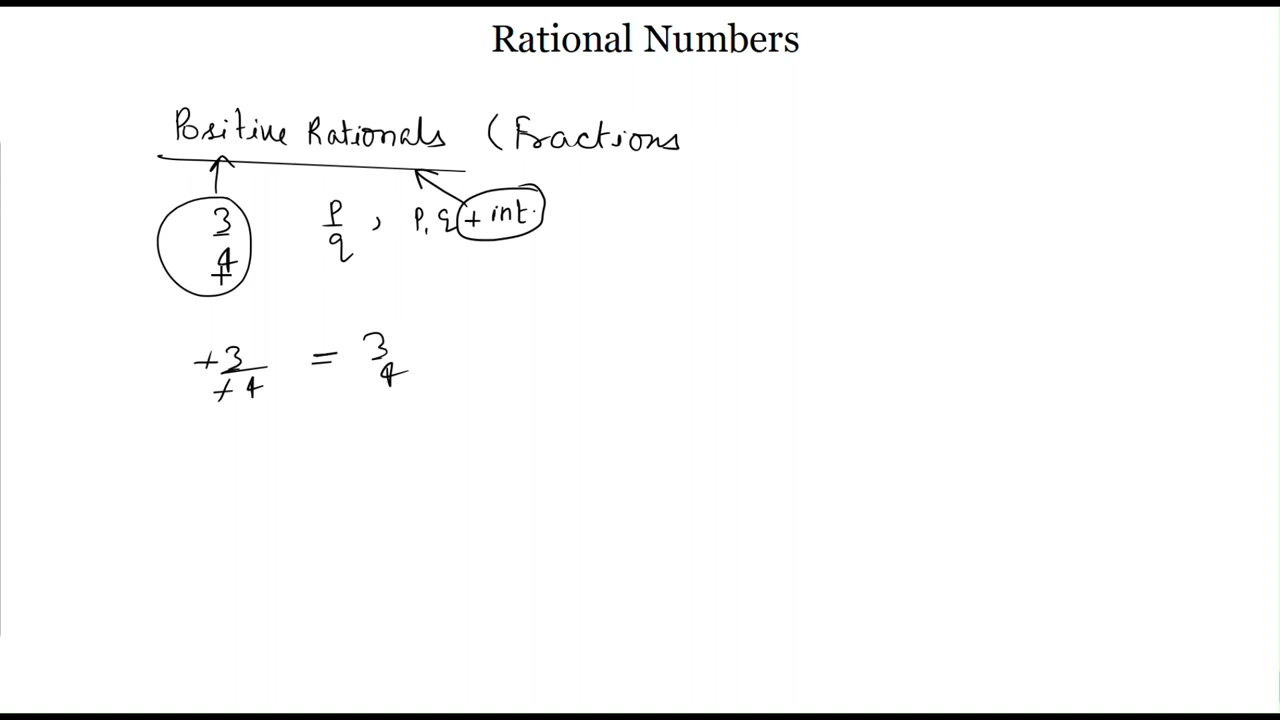 Rational Numbers
Positive Rationals (Fractions
3/4 p/q , p, q + int.
+
+3/+4 = 3/4